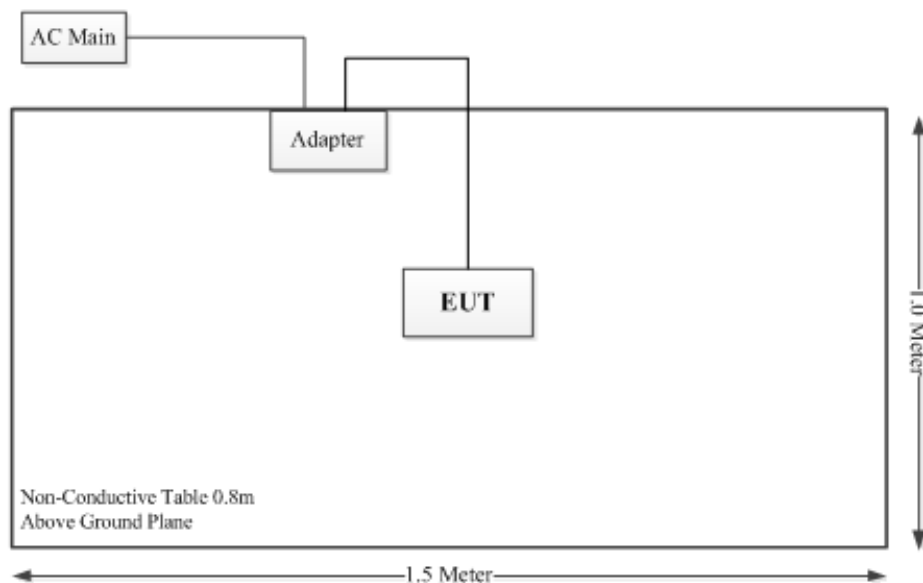 AC Main
Adapter
EUT
1.0 Meter
Non-Conductive Table 0.8m
Above Ground Plane
1.5 Meter